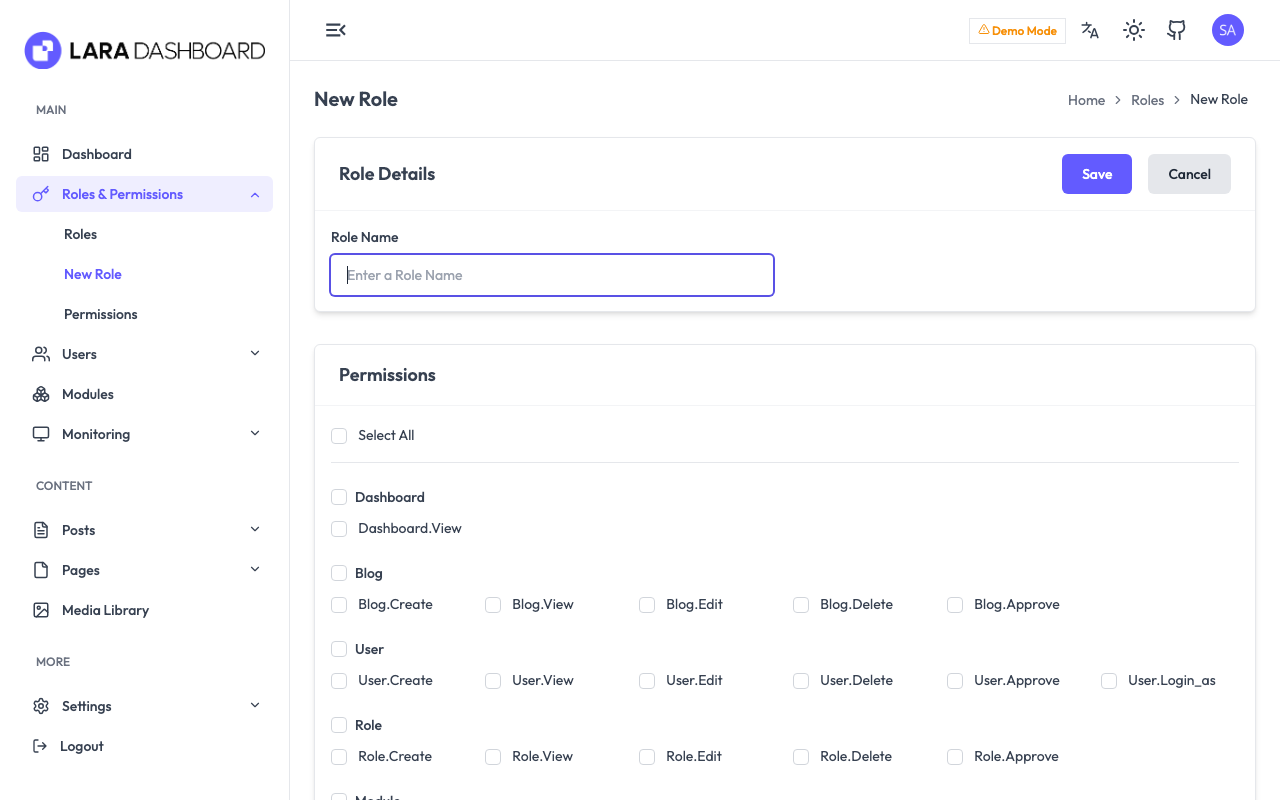 LARA DASHBOARD
MAIN
Dashboard
Roles & Permissions
Roles
New Role
Permissions
Users
Modules
Monitoring
CONTENT
Posts
Pages
Media Library
MORE
Settings
Logout
Demo Mode
SA
New Role
Home > Roles > New Role
Role Details
Save
Cancel
Role Name
Enter a Role Name
Permissions
Select All
Dashboard
Dashboard.View
Blog
Blog.Create Blog.View Blog.Edit Blog.Delete Blog.Approve
User
User.Create User.View User.Edit User.Delete User.Approve User.Login_as
Role
Role.Create Role.View Role.Edit Role.Delete Role.Approve
Module